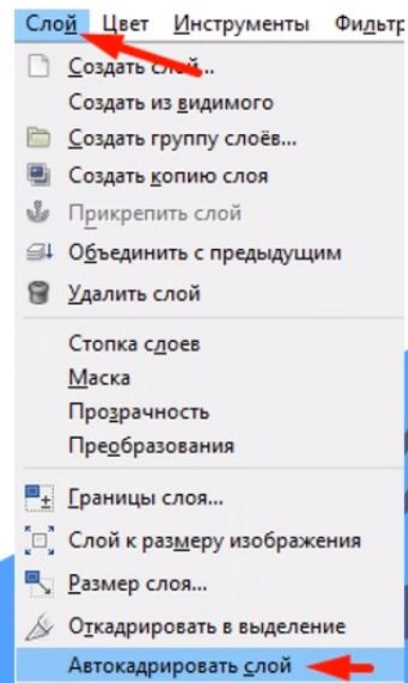 Слой Цвет Инструменты Фильтр
Создать слой...
Создать из видимого
Создать группу слоёв...
Создать копию слоя
Прикрепить слой
Объединить с предыдущим
Удалить слой
Стопка слоев
Маска
Прозрачность
Преобразования
Границы слоя...
Слой к размеру изображения
Размер слоя...
Откадрировать в выделение
Автокадрировать слой